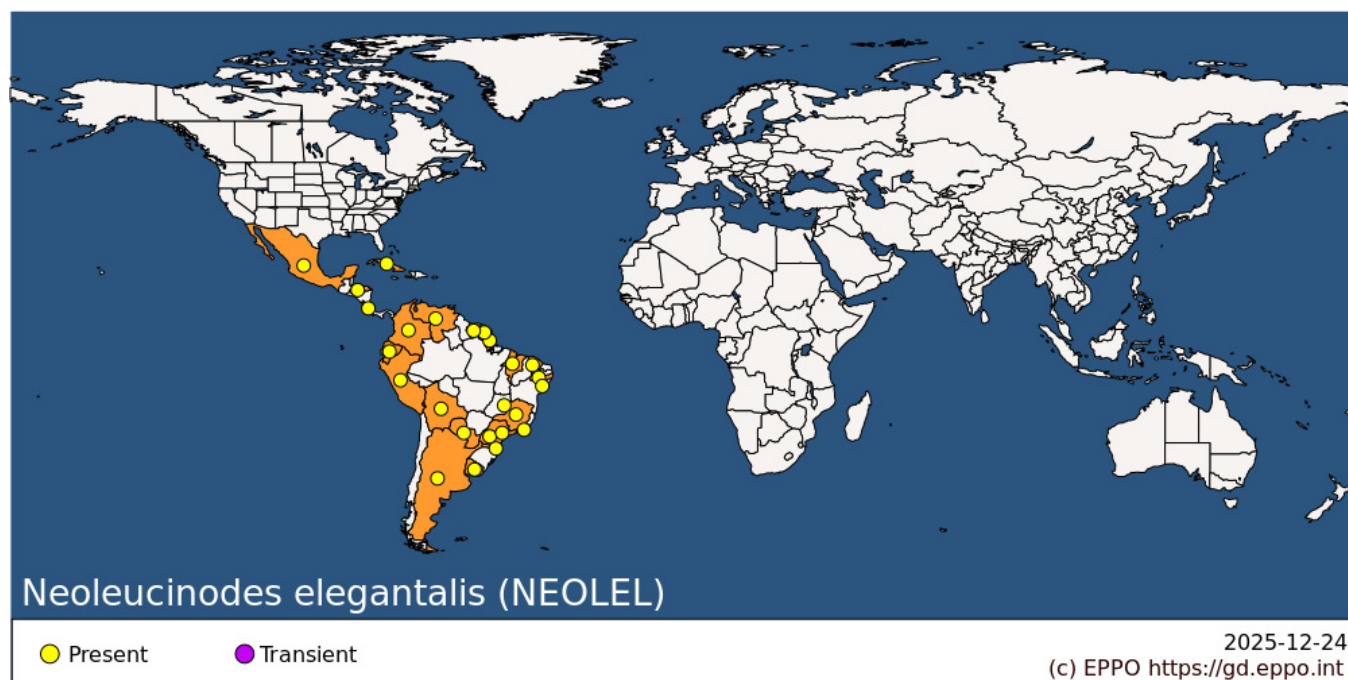 Neoleucinodes elegantalis (NEOLEL)
Present
Transient
2025-12-24
(c) EPPO https://gd.eppo.int